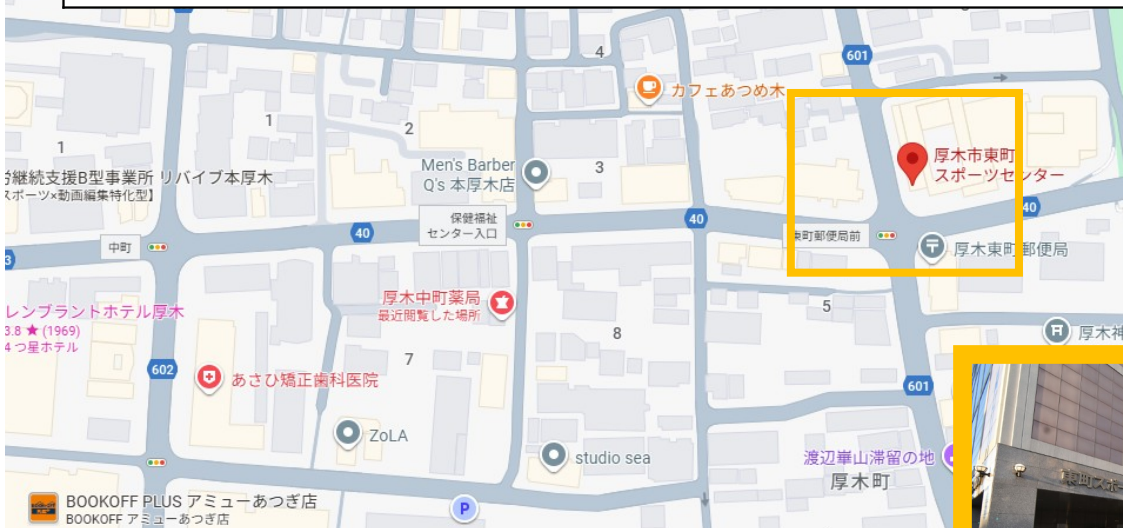 601
4
カフェあつめ木
1
2
1
Men's Barber
Q's 本厚木店
3
厚木市東町
スポーツセンター
労継続支援B型事業所 リバイブ本厚木
スポーツ×動画編集特化型】
保健福祉
センター入口
40
40
40
中町
東町郵便局前
厚木東町郵便局
3
レンブラントホテル厚木
3.8 ★ (1969)
4 つ星ホテル
厚木中町薬局
最近閲覧した場所
5
8
厚木神
602
あさひ矯正歯科医院
7
601
ZoLA
studio sea
渡辺崋山滞留の地
厚木町
東町スポー
BOOKOFF PLUS アミューあつぎ店
BOOKOFF アミューあつぎ店
P